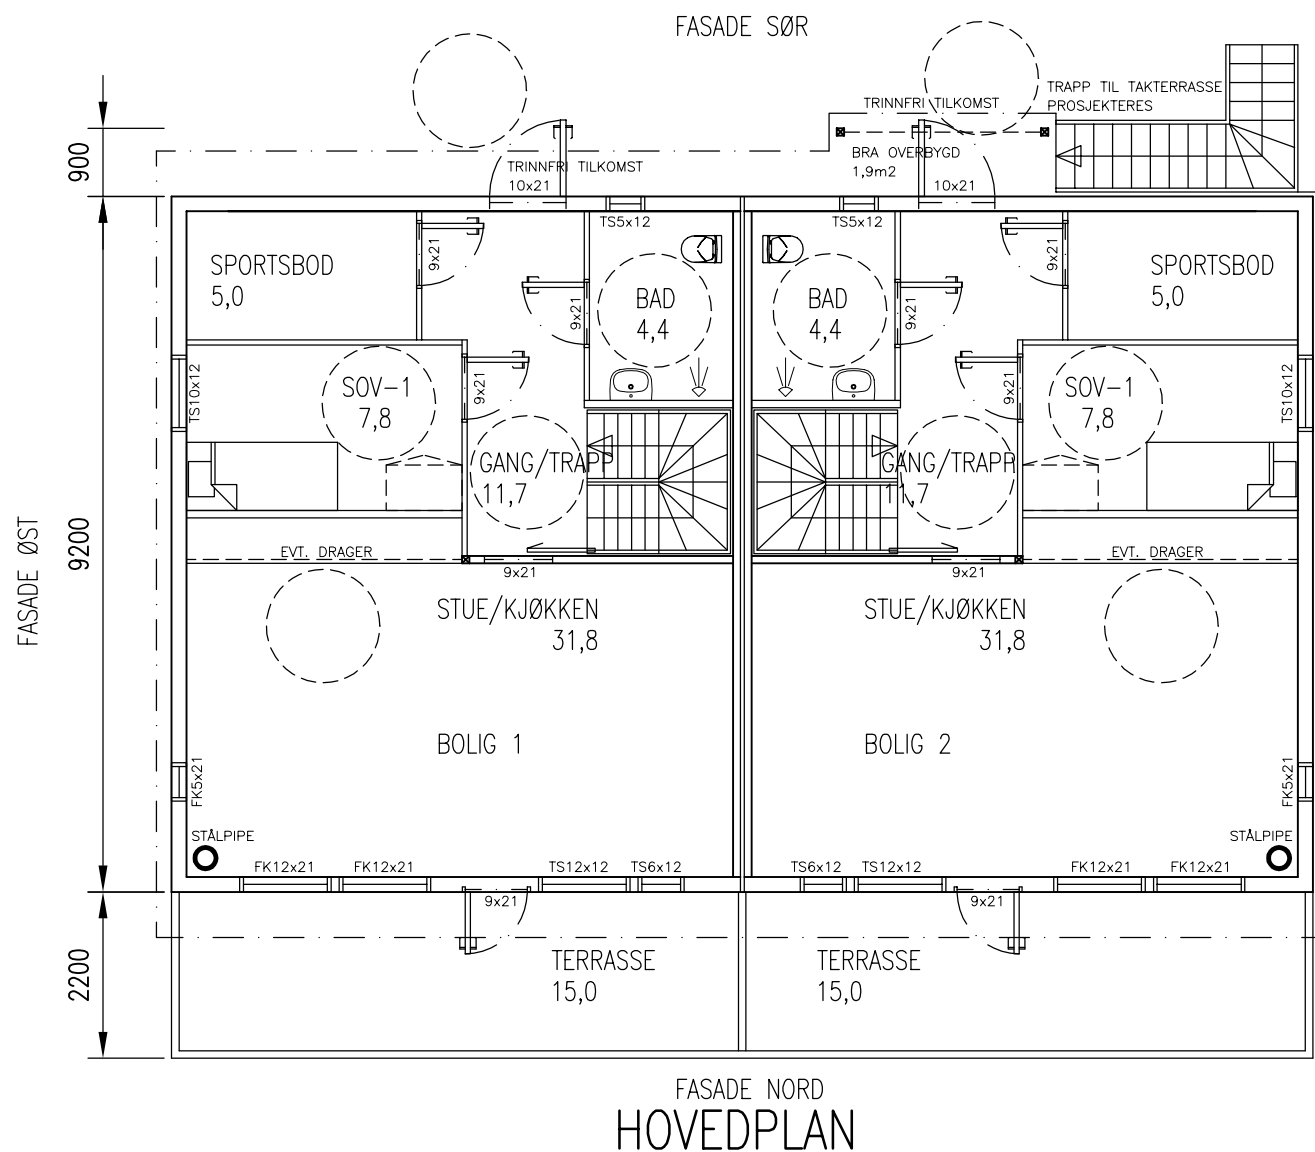 FASADE SØR
TRAPP TIL TAKTERRASSE
PROSJEKTERES
TRINNFRI TILKOMST
900
BRA OVERBYGD
1,9m2
TRINNFRI TILKOMST
10x21
10x21
TS5x12
TS5x12
SPORTSBOD
5,0
9x21
9x21
SPORTSBOD
5,0
BAD
4,4
BAD
4,4
9x21
9x21
TS10x12
SOV-1
7,8
9x21
9x21
SOV-1
7,8
TS10x12
GANG/TRAPP
11,7
GANG/TRAPP
11,7
FASADE ØST
9200
EVT. DRAGER
EVT. DRAGER
9x21
9x21
STUE/KJØKKEN
31,8
STUE/KJØKKEN
31,8
BOLIG 1
BOLIG 2
FK5x21
FK5x21
STÅLPIPE
STÅLPIPE
FK12x21
FK12x21
TS12x12
TS6x12
TS6x12
TS12x12
FK12x21
FK12x21
9x21
9x21
2200
TERRASSE
15,0
TERRASSE
15,0
FASADE NORD
HOVEDPLAN